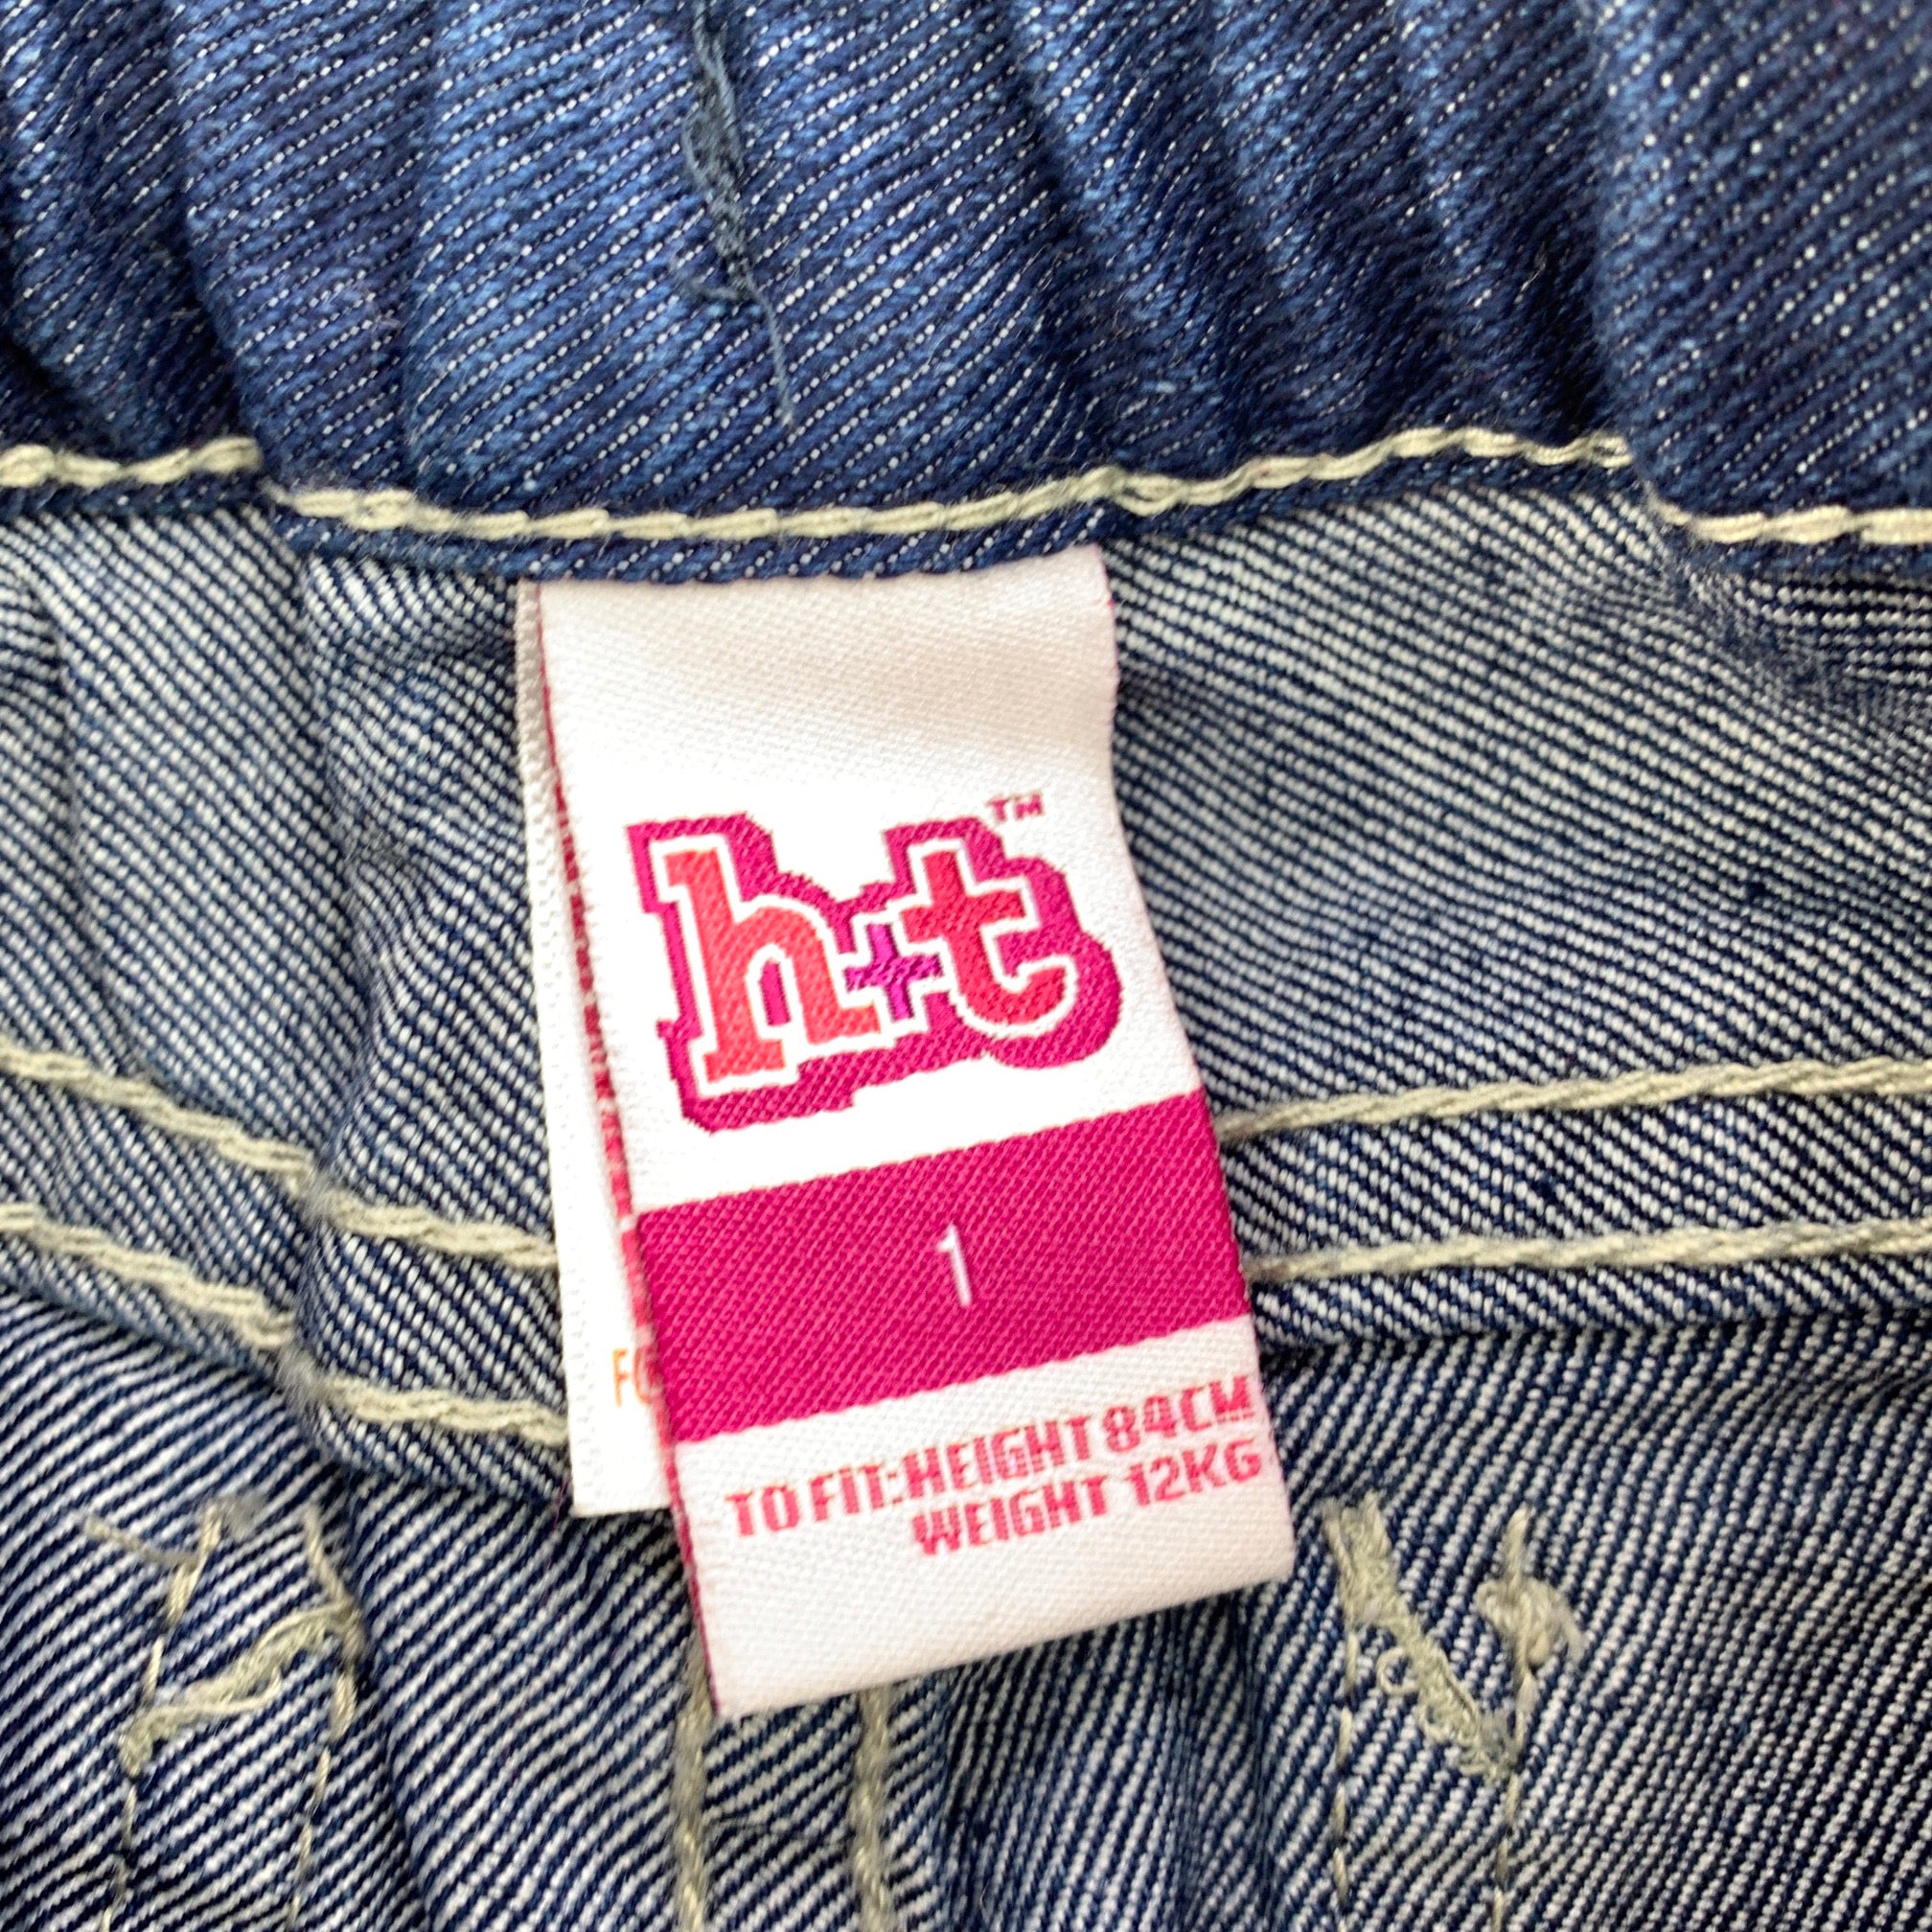 h+t™
1
TO FIT: HEIGHT 84CM
WEIGHT 12KG